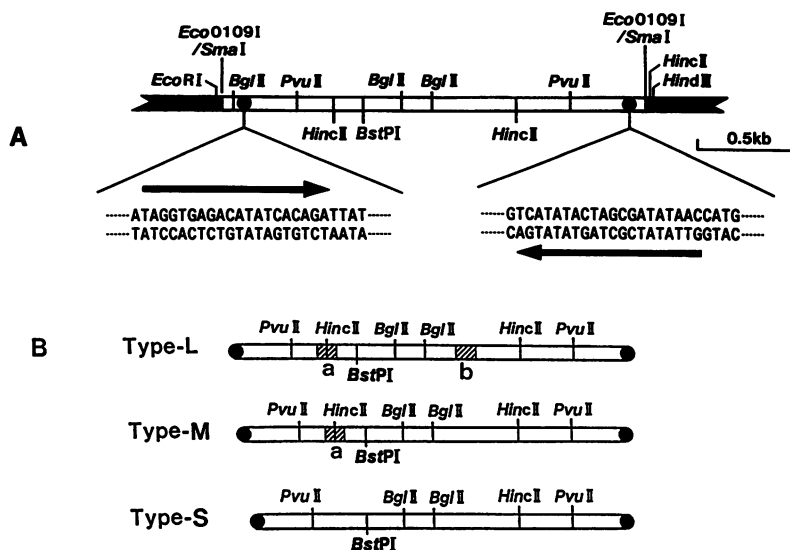 Eco0109I /SmaI
Eco0109I /SmaI
HincⅡ
EcoRI BglⅡ PvuⅡ BglⅡ BglⅡ PvuⅡ HindⅢ
A
HincⅡ BstPI HincⅡ
0.5kb
ATAGGTGAGACATATCACAGATTAT
TATCCACTCTGTATAGTGTCTAATA
GTCATATACTAGCGATATAACCATG
CAGTATATGATCGCTATATTGGTAC
B
Type-L
PvuⅡ HincⅡ BglⅡ BglⅡ HincⅡ PvuⅡ
a BstPI b
Type-M
PvuⅡ HincⅡ BglⅡ BglⅡ HincⅡ PvuⅡ
a BstPI
Type-S
PvuⅡ BglⅡ BglⅡ HincⅡ PvuⅡ
BstPI